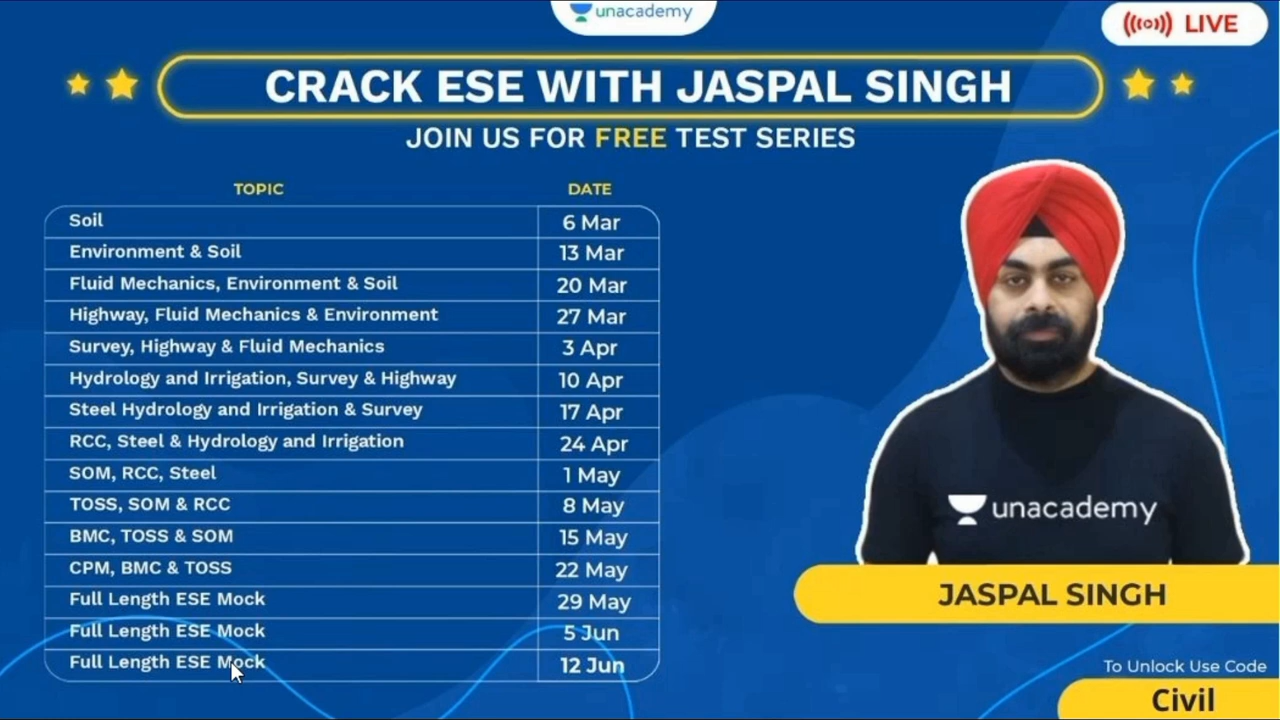 unacademy
LIVE
CRACK ESE WITH JASPAL SINGH
JOIN US FOR FREE TEST SERIES
TOPIC DATE
Soil 6 Mar
Environment & Soil 13 Mar
Fluid Mechanics, Environment & Soil 20 Mar
Highway, Fluid Mechanics & Environment 27 Mar
Survey, Highway & Fluid Mechanics 3 Apr
Hydrology and Irrigation, Survey & Highway 10 Apr
Steel Hydrology and Irrigation & Survey 17 Apr
RCC, Steel & Hydrology and Irrigation 24 Apr
SOM, RCC, Steel 1 May
TOSS, SOM & RCC 8 May
BMC, TOSS & SOM 15 May
CPM, BMC & TOSS 22 May
Full Length ESE Mock 29 May
Full Length ESE Mock 5 Jun
Full Length ESE Mock 12 Jun
unacademy
JASPAL SINGH
To Unlock Use Code
Civil